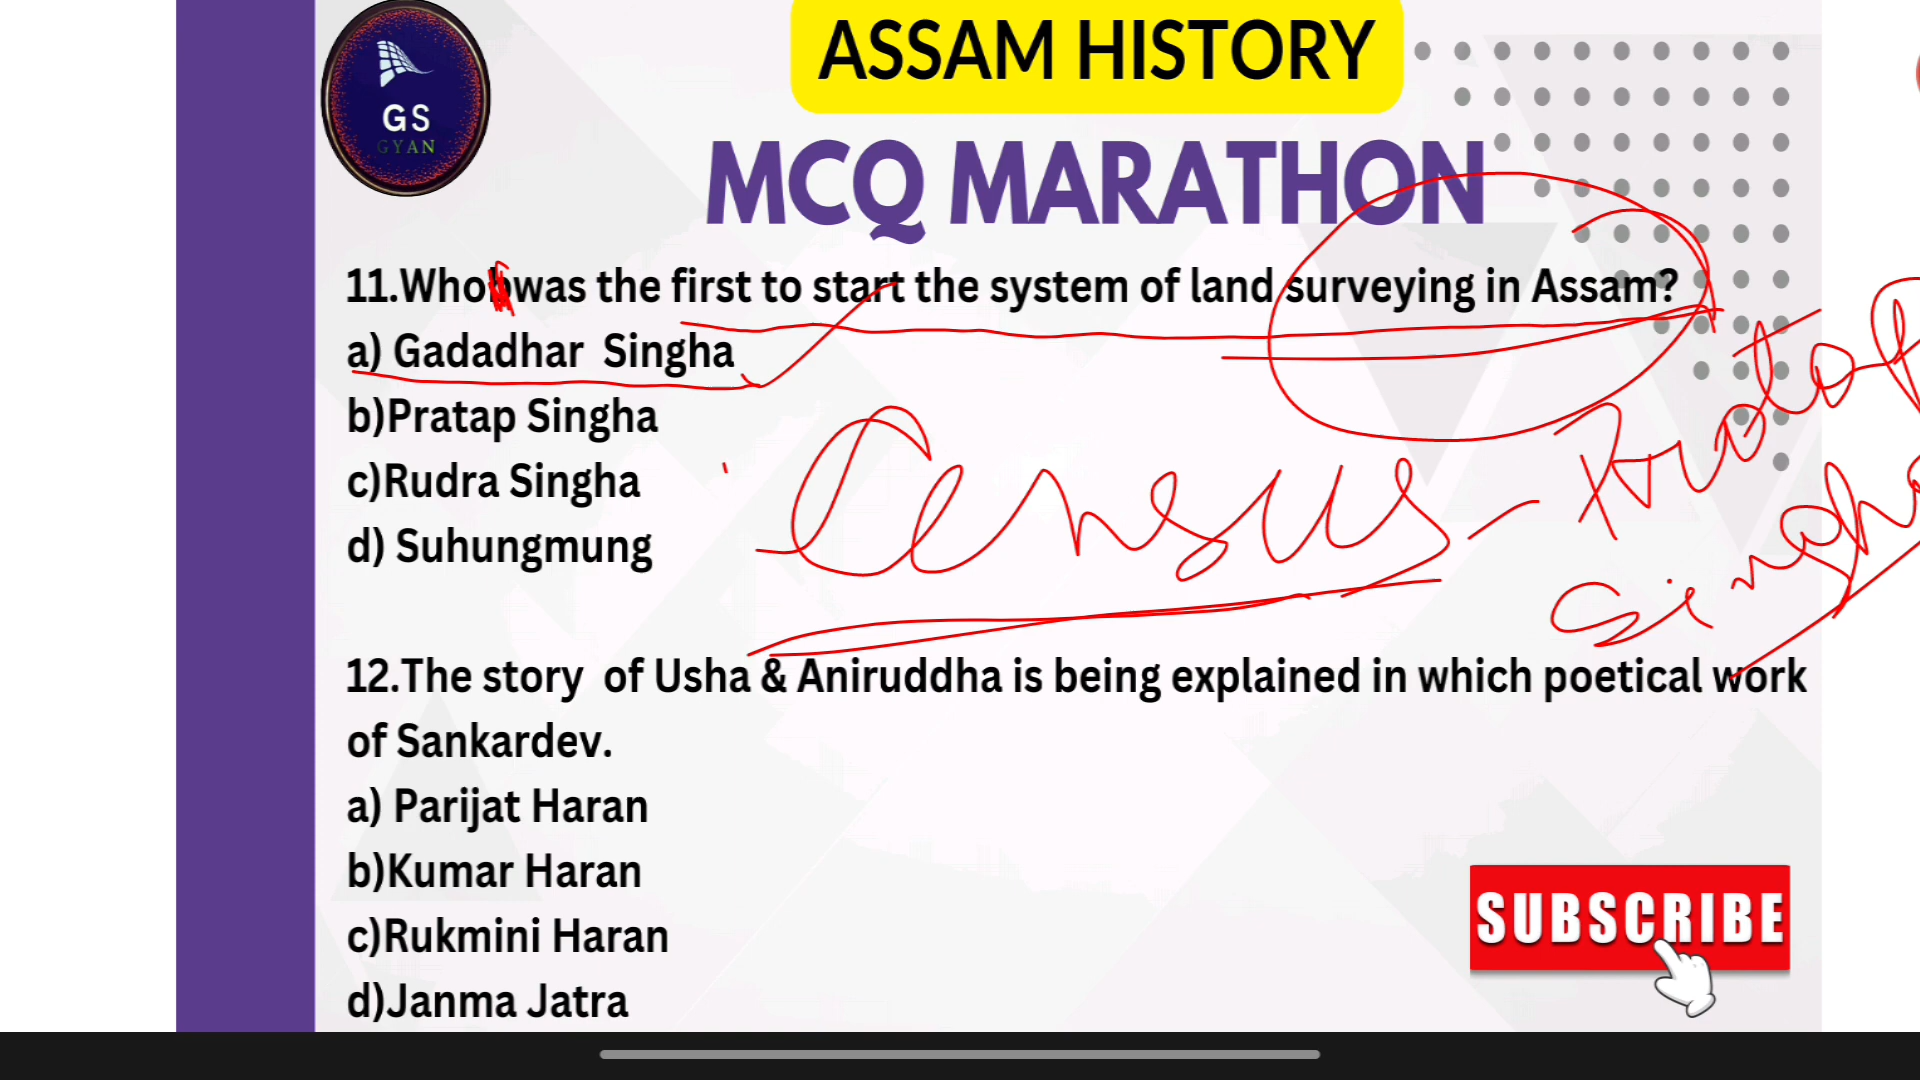 GS
GYAN
ASSAM HISTORY
MCQ MARATHON
11.Who was the first to start the system of land surveying in Assam?
a) Gadadhar Singha
b)Pratap Singha
c)Rudra Singha
d) Suhungmung
Census - Pratap
Singha
12.The story of Usha & Aniruddha is being explained in which poetical work
of Sankardev.
a) Parijat Haran
b)Kumar Haran
c)Rukmini Haran
d)Janma Jatra
SUBSCRIBE